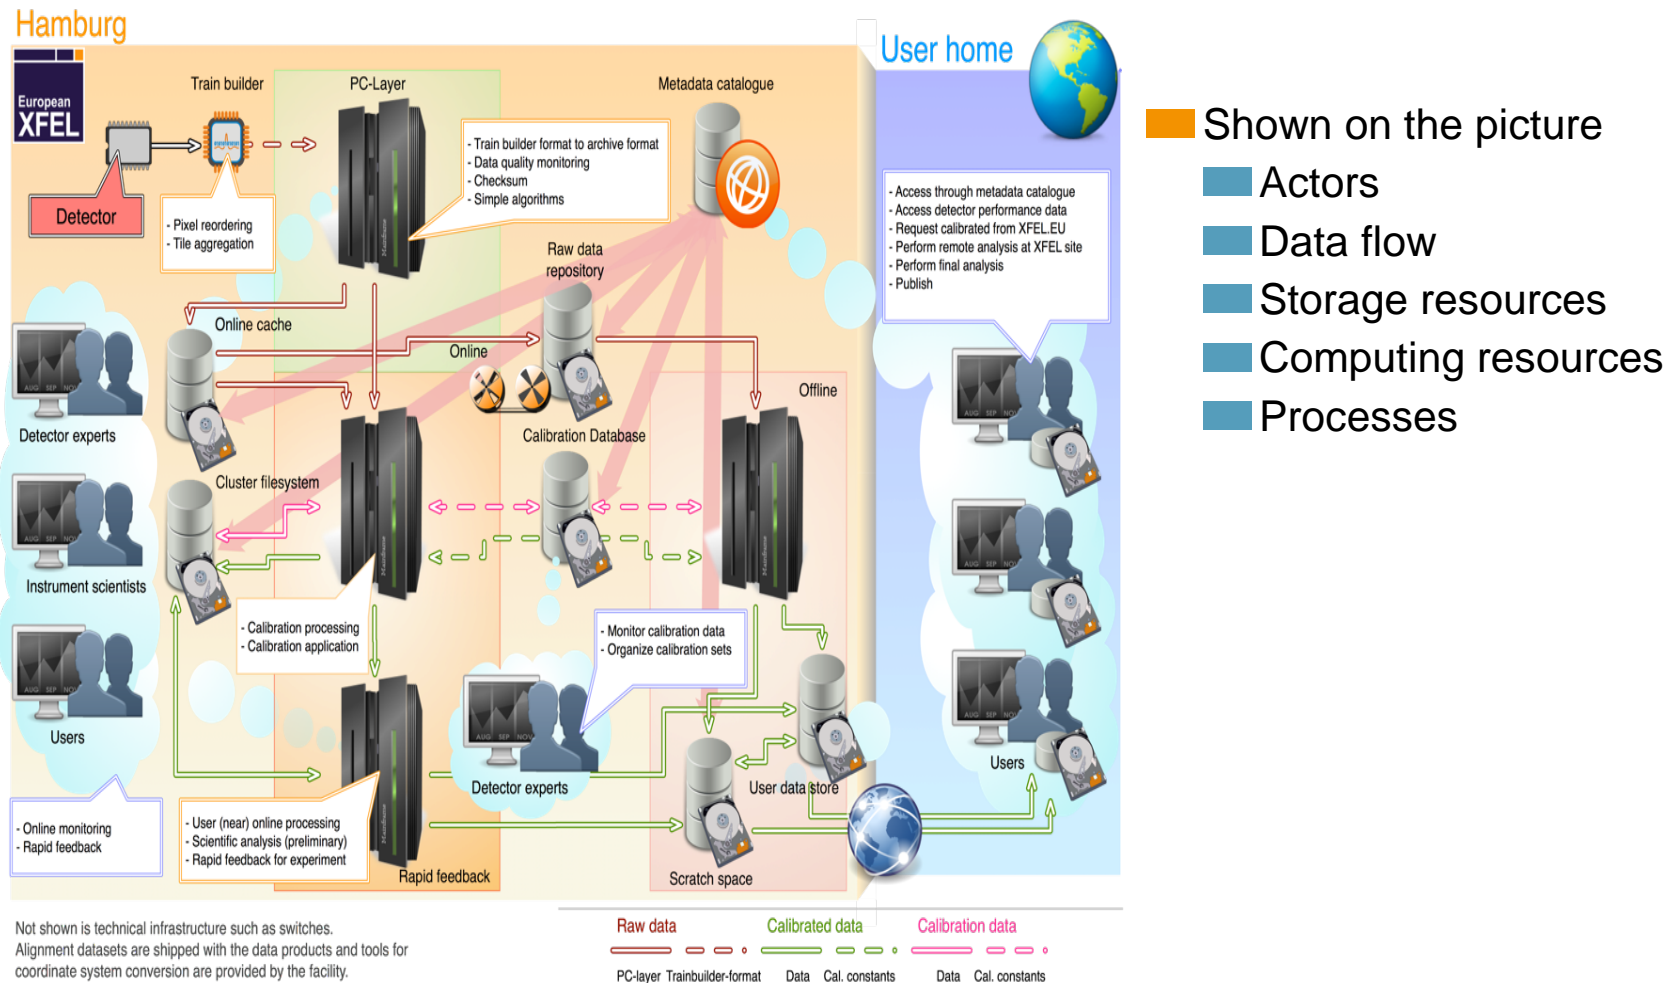 Hamburg
User home
European
XFEL
Train builder
PC-Layer
Metadata catalogue
Detector
- Pixel reordering
- Tile aggregation
- Train builder format to archive format
- Data quality monitoring
- Checksum
- Simple algorithms
- Access through metadata catalogue
- Access detector performance data
- Request calibrated from XFEL.EU
- Perform remote analysis at XFEL site
- Perform final analysis
- Publish
Raw data
repository
Online cache
Online
Offline
Detector experts
Calibration Database
Cluster filesystem
Instrument scientists
- Calibration processing
- Calibration application
- Monitor calibration data
- Organize calibration sets
Users
Users
Detector experts
User data store
- Online monitoring
- Rapid feedback
- User (near) online processing
- Scientific analysis (preliminary)
- Rapid feedback for experiment
Rapid feedback
Scratch space
Not shown is technical infrastructure such as switches.
Alignment datasets are shipped with the data products and tools for
coordinate system conversion are provided by the facility.
Raw data
Calibrated data
Calibration data
PC-layer Trainbuilder-format
Data Cal. constants
Data Cal. constants
Shown on the picture
Actors
Data flow
Storage resources
Computing resources
Processes